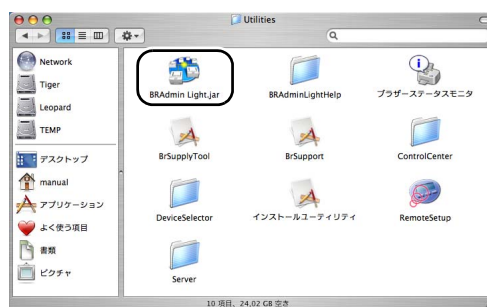 Utilities
Network
Tiger
Leopard
TEMP
デスクトップ
manual
アプリケーション
よく使う項目
書類
ピクチャ
BRAdmin Light.jar
BRAdminLightHelp
ブラザーステータスモニタ
BrSupplyTool
BrSupport
ControlCenter
DeviceSelector
インストールユーティリティ
RemoteSetup
Server
10 項目、24.02 GB 空き